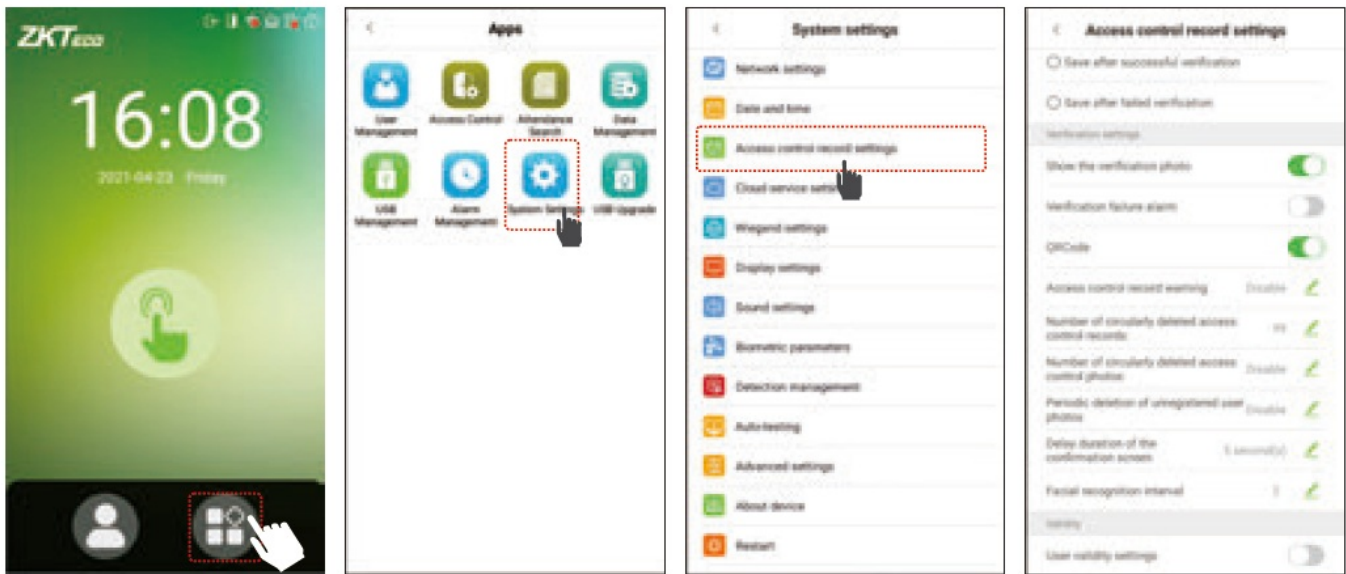 ZKTeco
16:08
2021-04-23 Friday
Apps
User
Management
Access Control
Attendance
Search
Data
Management
USB
Management
Alarm
Management
System Settings
USB Upgrade
System settings
Network settings
Date and time
Access control record settings
Cloud service
Wiegand settings
Display settings
Sound settings
Biometric parameters
Detection management
Auto-testing
Advanced settings
About device
Restart
Access control record settings
Save after successful verification
Save after failed verification
Verification settings
Show the verification photo
Verification failure alarm
QRCode
Access control record warning Disable
Number of circularly deleted access
control records
Number of circularly deleted access
control photos Disable
Periodic deletion of unregistered user
photos Disable
Delay duration of the
confirmation screen 5 second(s)
Facial recognition interval
Validity
User validity settings